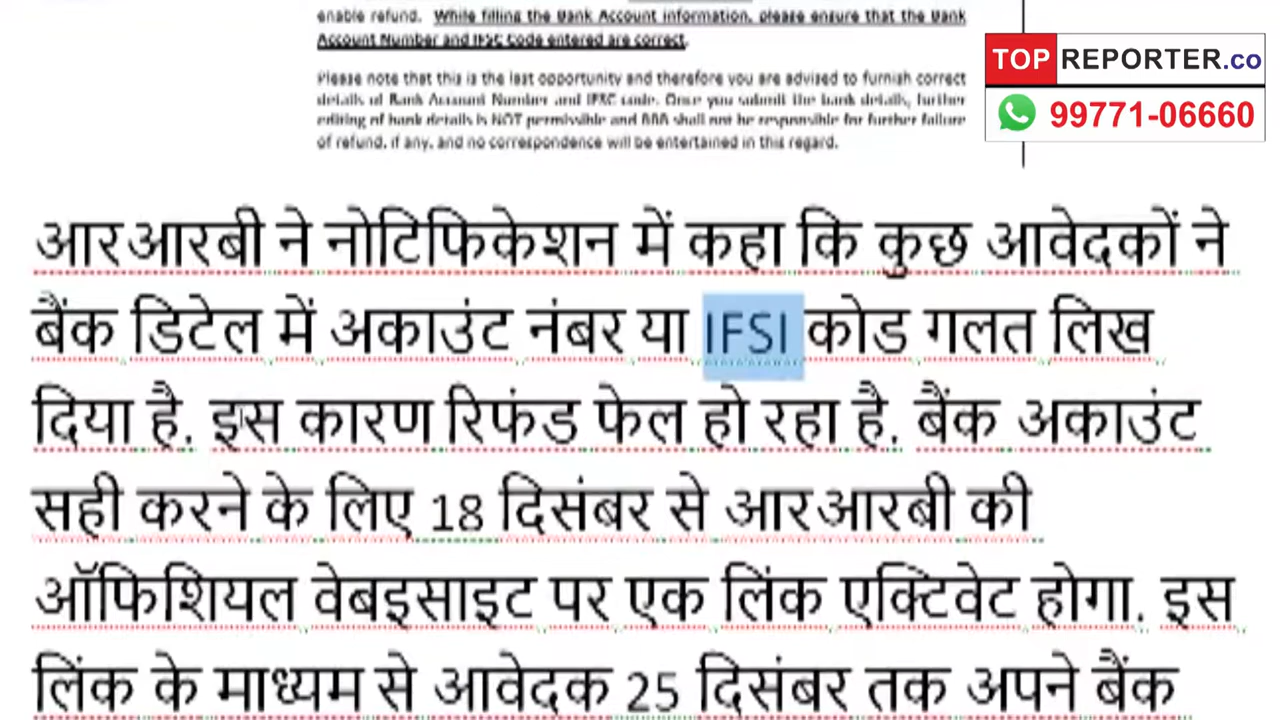 enable refund. While filling the Bank Account information, please ensure that the Bank
Account Number and IFSC Code entered are correct.
Please note that this is the last opportunity and therefore you are advised to furnish correct
details of Bank Account Number and IFSC code. Once you submit the bank details, further
editing of bank details is NOT permissible and RRB shall not be responsible for further failure
of refund, if any, and no correspondence will be entertained in this regard.
TOP REPORTER.co
99771-06660
आरआरबी ने नोटिफिकेशन में कहा कि कुछ आवेदकों ने
बैंक डिटेल में अकाउंट नंबर या IFSI कोड गलत लिख
दिया है. इस कारण रिफंड फेल हो रहा है. बैंक अकाउंट
सही करने के लिए 18 दिसंबर से आरआरबी की
ऑफिशियल वेबसाइट पर एक लिंक एक्टिवेट होगा. इस
लिंक के माध्यम से आवेदक 25 दिसंबर तक अपने बैंक